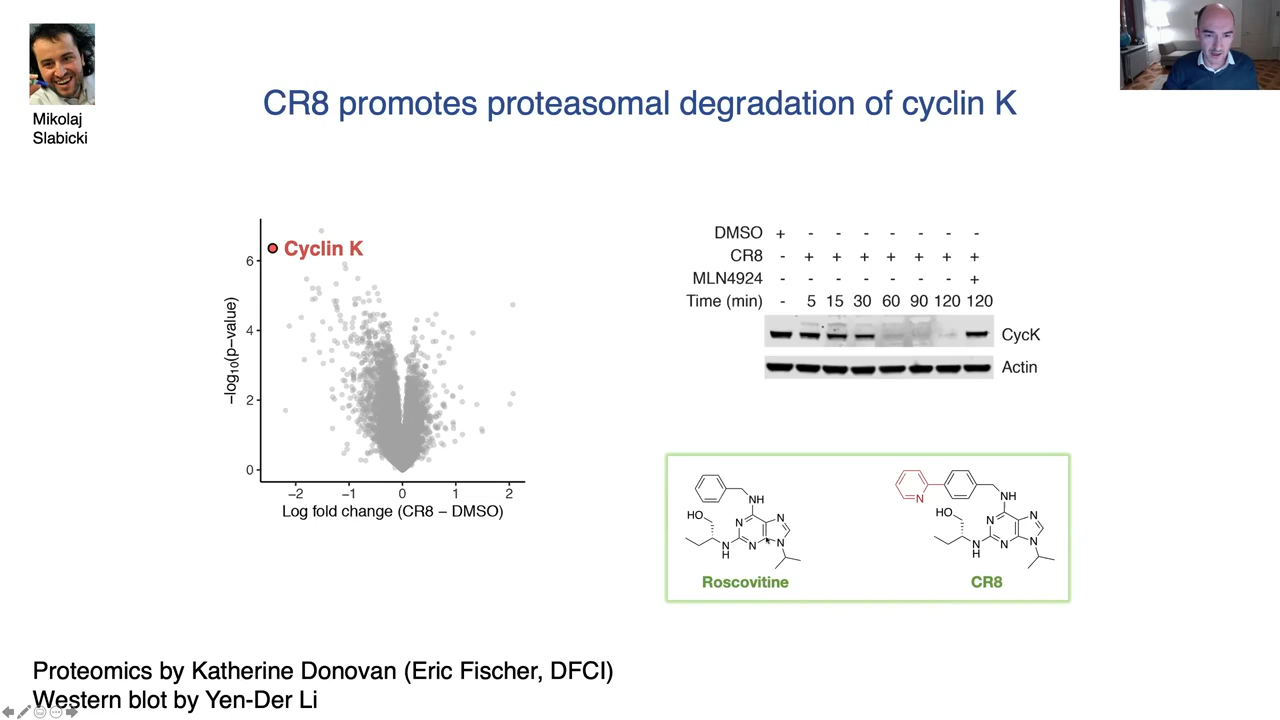 Mikolaj
Slabicki
CR8 promotes proteasomal degradation of cyclin K
Cyclin K
6
4
2
0
−log10(p−value)
−2 −1 0 1 2
Log fold change (CR8 − DMSO)
DMSO + - - - - - - -
CR8 - + + + + + + +
MLN4924 - - - - - - - +
Time (min) - 5 15 30 60 90 120 120
CycK
Actin
NH
HO
N
N
N
N
N
H
Roscovitine
N
NH
HO
N
N
N
N
N
H
CR8
Proteomics by Katherine Donovan (Eric Fischer, DFCI)
Western blot by Yen-Der Li